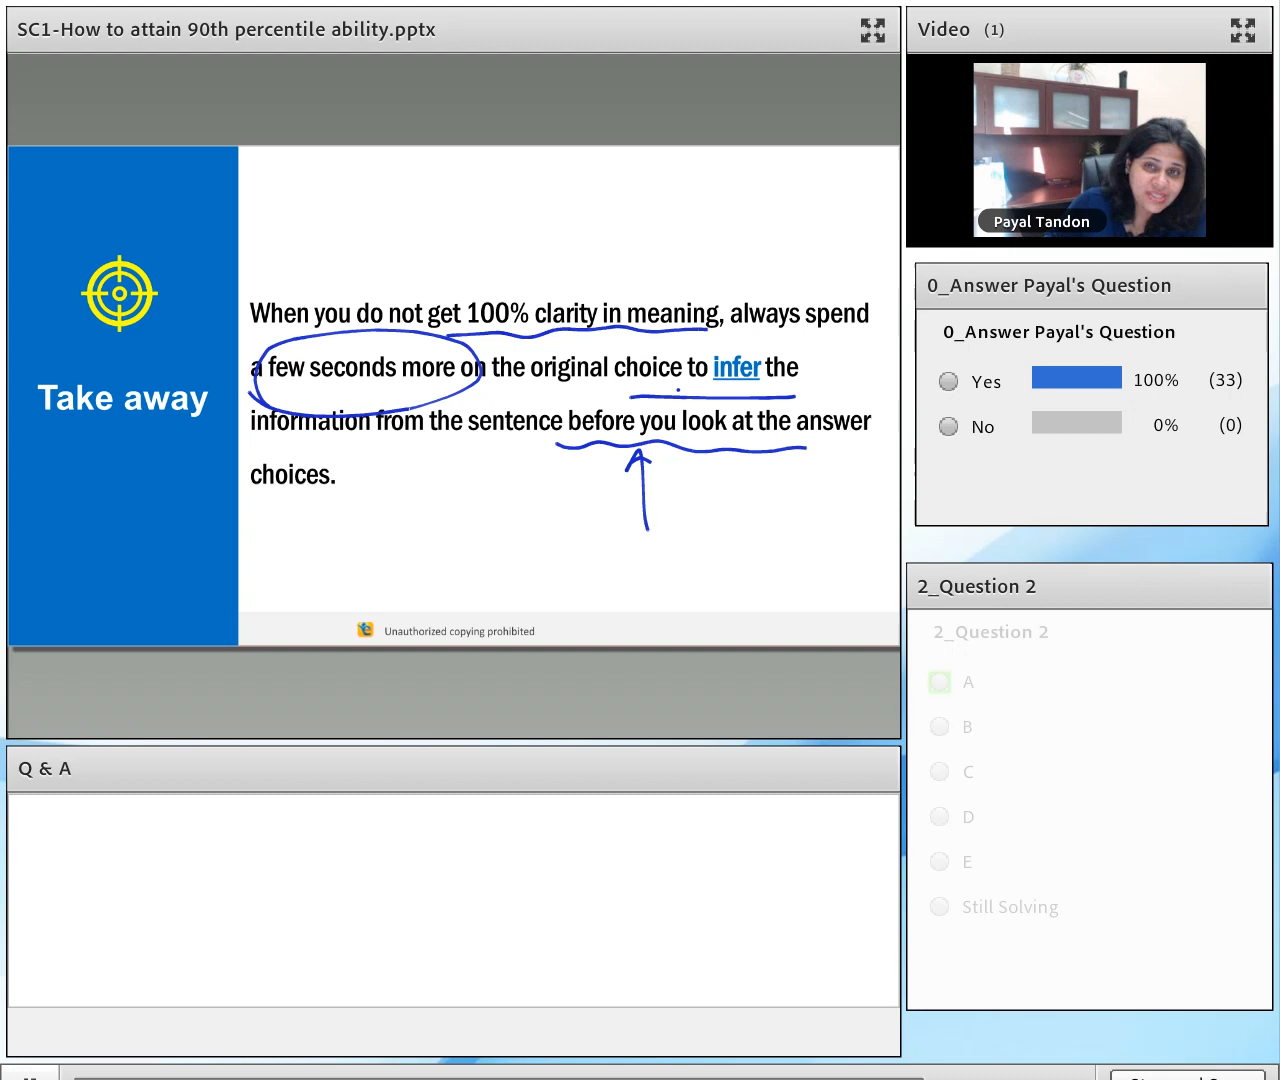 SC1-How to attain 90th percentile ability.pptx
Video (1)
Payal Tandon
Take away
When you do not get 100% clarity in meaning, always spend
a few seconds more on the original choice to infer the
information from the sentence before you look at the answer
choices.
Unauthorized copying prohibited
0_Answer Payal's Question
0_Answer Payal's Question
Yes 100% (33)
No 0% (0)
2_Question 2
2_Question 2
A
B
C
D
E
Still Solving
Q & A